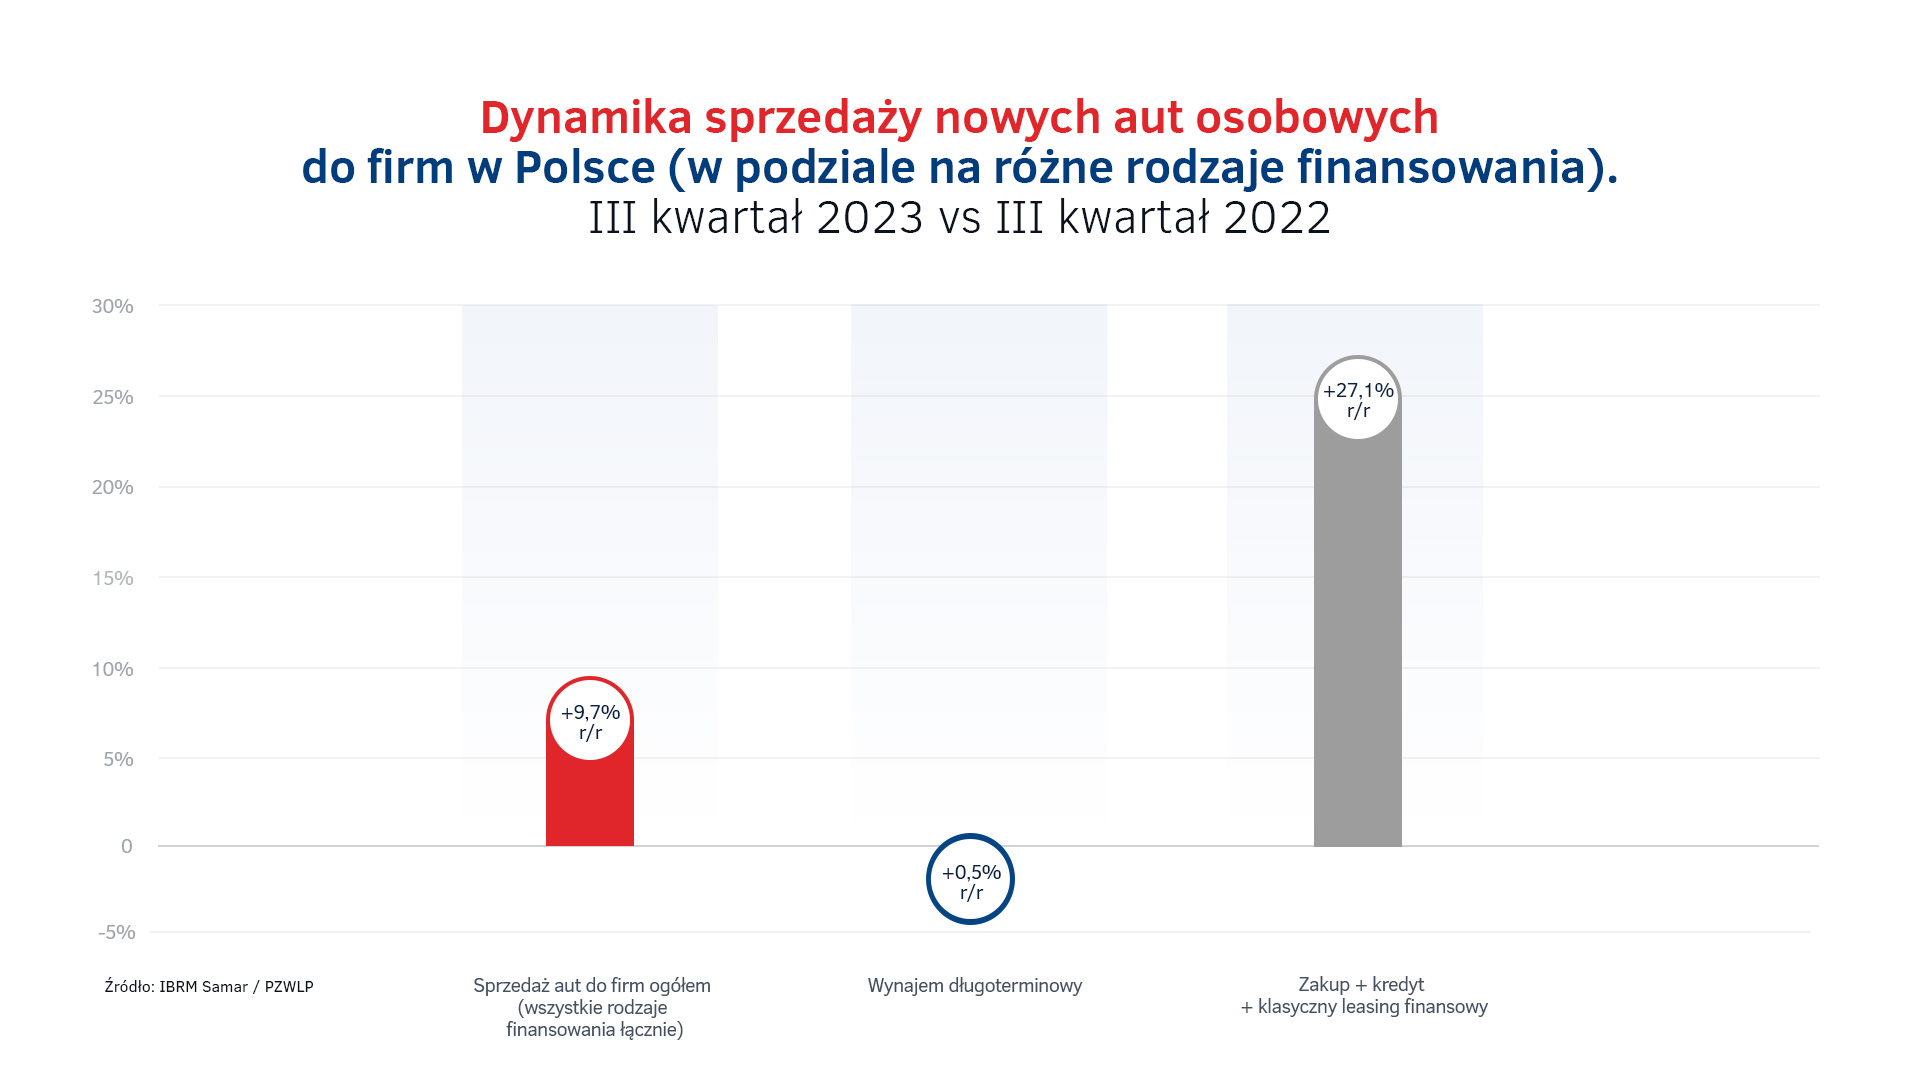 Dynamika sprzedaży nowych aut osobowych
do firm w Polsce (w podziale na różne rodzaje finansowania).
III kwartał 2023 vs III kwartał 2022
30%
25%
20%
15%
10%
5%
0
-5%
+9,7%
r/r
+0,5%
r/r
+27,1%
r/r
Źródło: IBRM Samar / PZWLP
Sprzedaż aut do firm ogółem
(wszystkie rodzaje
finansowania łącznie)
Wynajem długoterminowy
Zakup + kredyt
+ klasyczny leasing finansowy